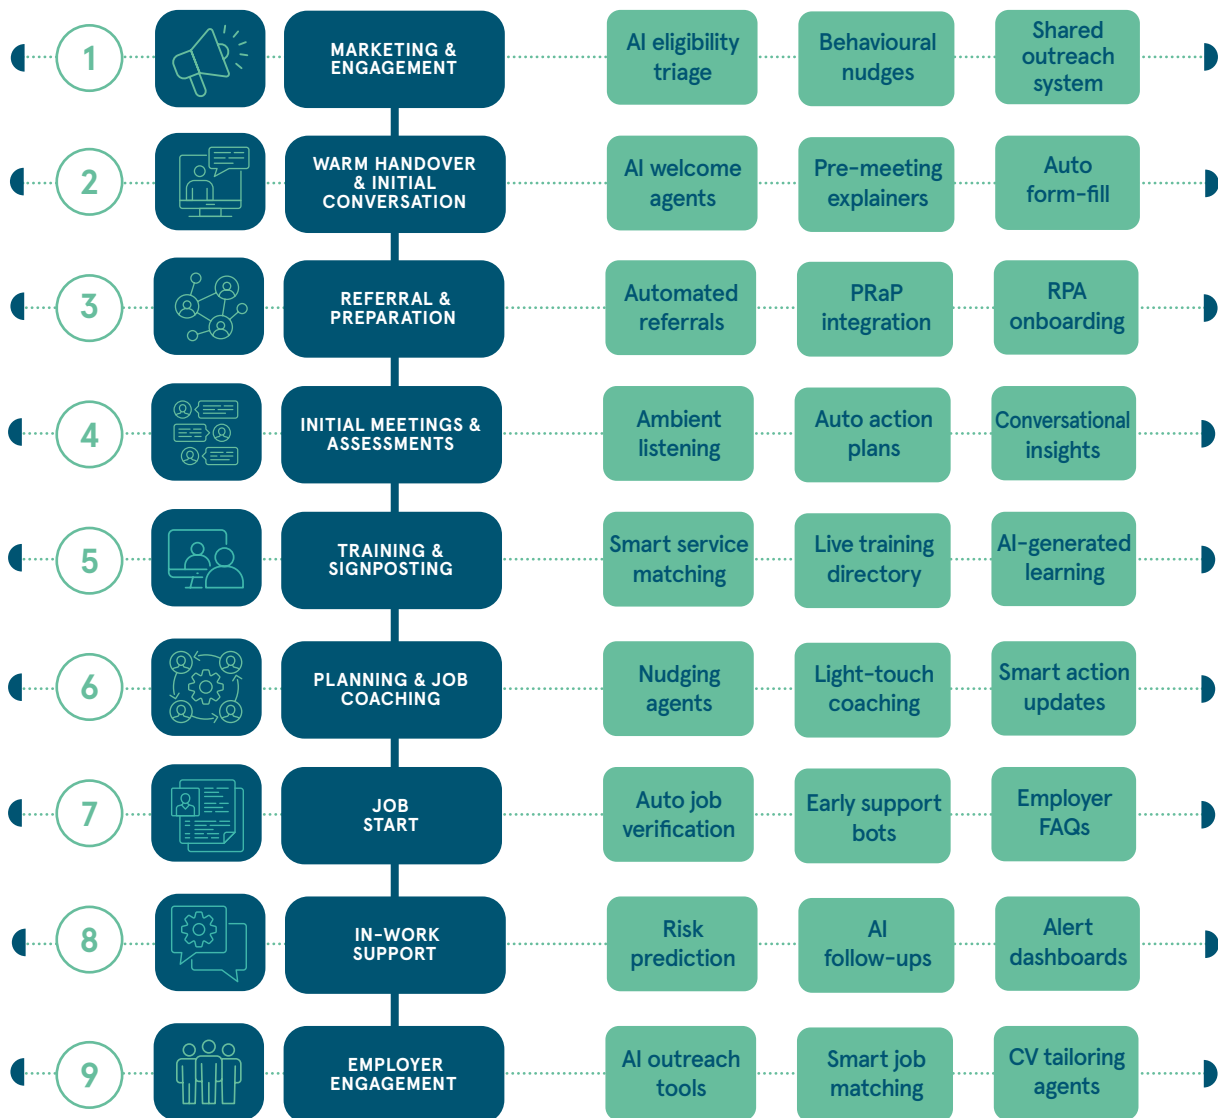 1
MARKETING &
ENGAGEMENT
AI eligibility
triage
Behavioural
nudges
Shared
outreach
system
2
WARM HANDOVER
& INITIAL
CONVERSATION
AI welcome
agents
Pre-meeting
explainers
Auto
form-fill
3
REFERRAL &
PREPARATION
Automated
referrals
PRaP
integration
RPA
onboarding
4
INITIAL MEETINGS &
ASSESSMENTS
Ambient
listening
Auto action
plans
Conversational
insights
5
TRAINING &
SIGNPOSTING
Smart service
matching
Live training
directory
AI-generated
learning
6
PLANNING & JOB
COACHING
Nudging
agents
Light-touch
coaching
Smart action
updates
7
JOB
START
Auto job
verification
Early support
bots
Employer
FAQs
8
IN-WORK
SUPPORT
Risk
prediction
AI
follow-ups
Alert
dashboards
9
EMPLOYER
ENGAGEMENT
AI outreach
tools
Smart job
matching
CV tailoring
agents